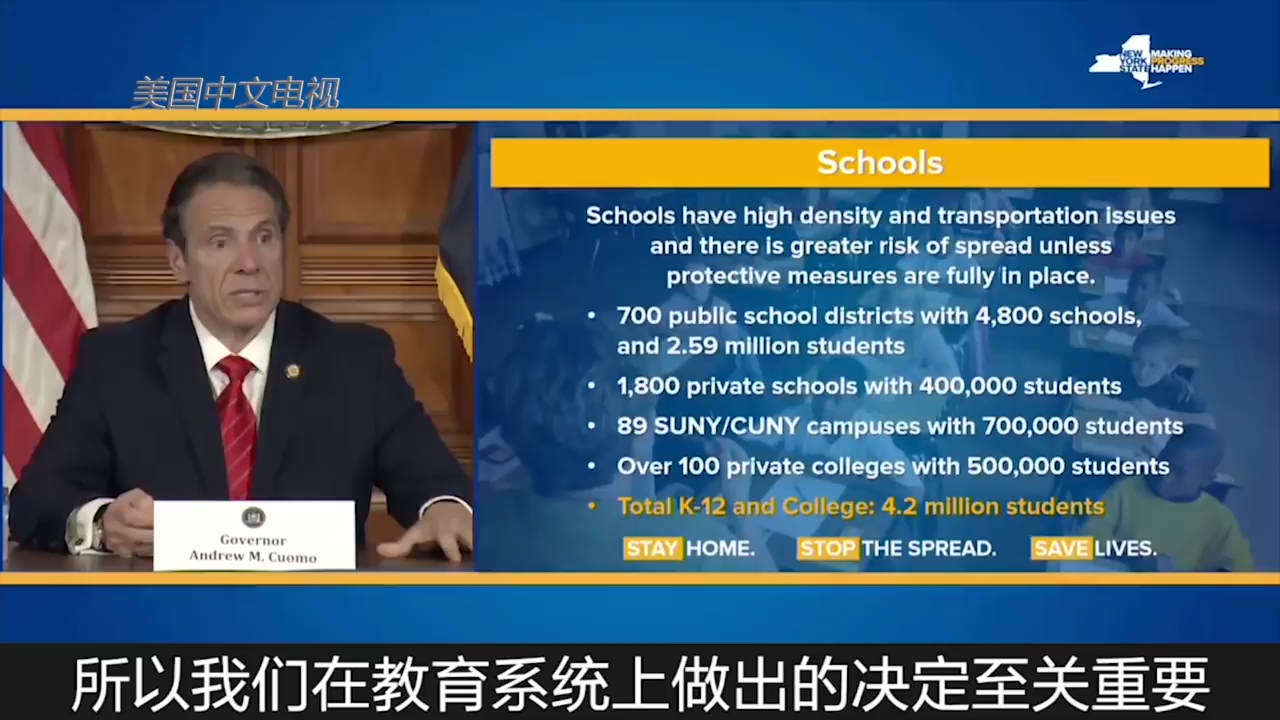 美国中文电视
NEW
YORK
STATE
MAKING
PROGRESS
HAPPEN
Schools
Schools have high density and transportation issues
and there is greater risk of spread unless
protective measures are fully in place.
• 700 public school districts with 4,800 schools,
and 2.59 million students
• 1,800 private schools with 400,000 students
• 89 SUNY/CUNY campuses with 700,000 students
• Over 100 private colleges with 500,000 students
• Total K-12 and College: 4.2 million students
STAY HOME. STOP THE SPREAD. SAVE LIVES.
Governor
Andrew M. Cuomo
所以我们在教育系统上做出的决定至关重要